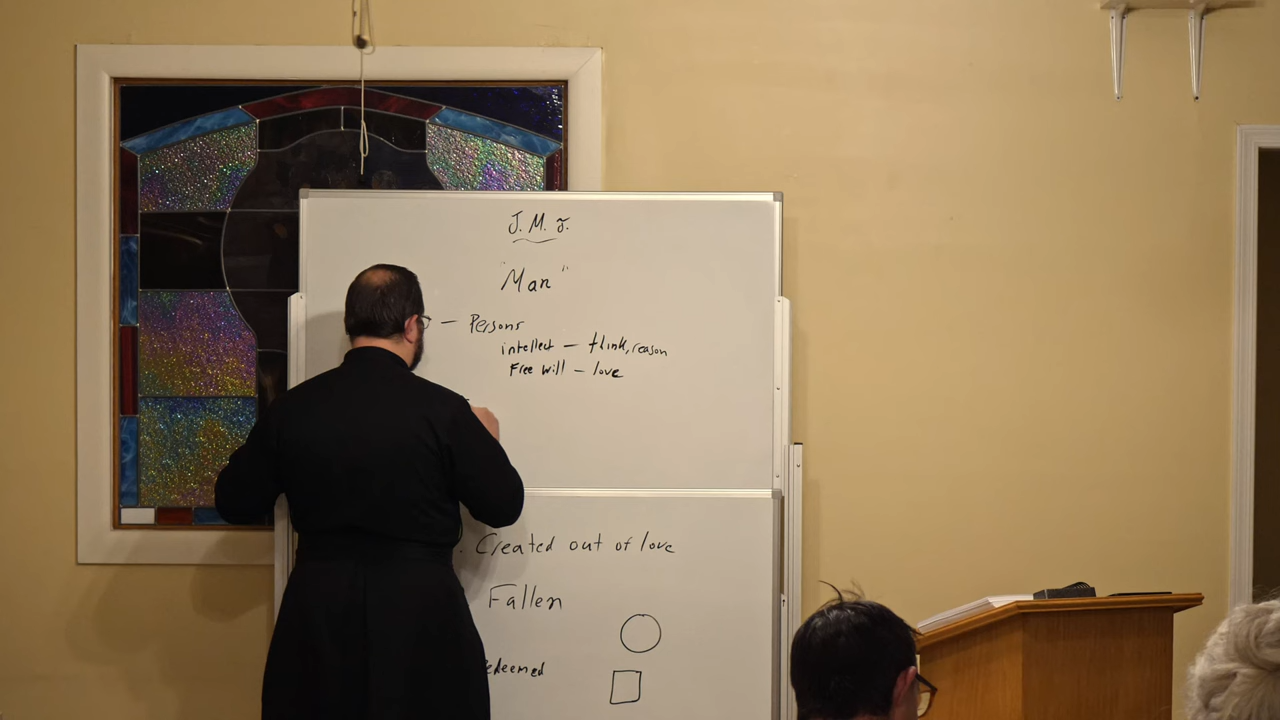 J. M. J.
"Man"
— Persons
intellect — think, reason
Free will — love
Created out of love
Fallen
edeemed